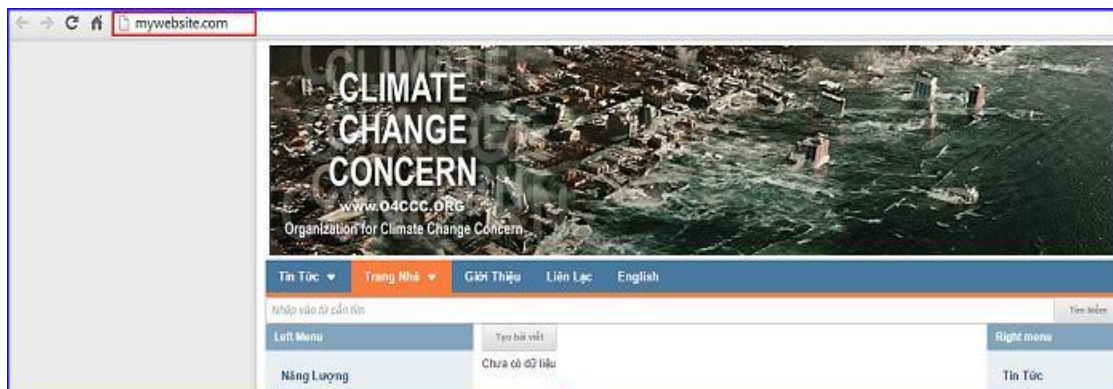 mywebsite.com
CLIMATE
CHANGE
CONCERN
www.O4CCC.ORG
Organization for Climate Change Concern
Tin Tức Trang Nhà Giới Thiệu Liên Lạc English
Nhập vào từ cần tìm Tìm kiếm
Left Menu Tạo bài viết Right menu
Chưa có dữ liệu
Năng Lượng Tin Tức